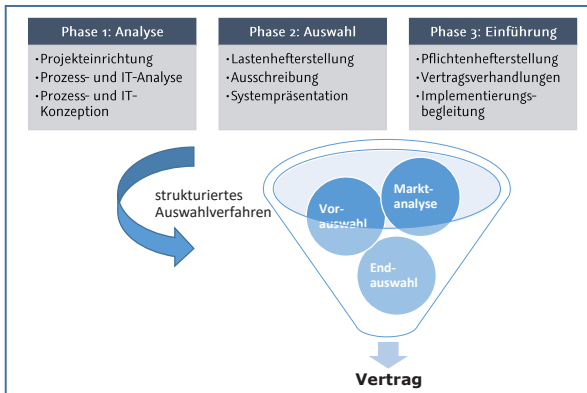 Phase 1: Analyse
•Projekteinrichtung
•Prozess- und IT-Analyse
•Prozess- und IT-
Konzeption
Phase 2: Auswahl
•Lastenhefterstellung
•Ausschreibung
•Systempräsentation
Phase 3: Einführung
•Pflichtenhefterstellung
•Vertragsverhandlungen
•Implementierungs-
begleitung
strukturiertes
Auswahlverfahren
Markt-
analyse
Vor-
auswahl
End-
auswahl
Vertrag